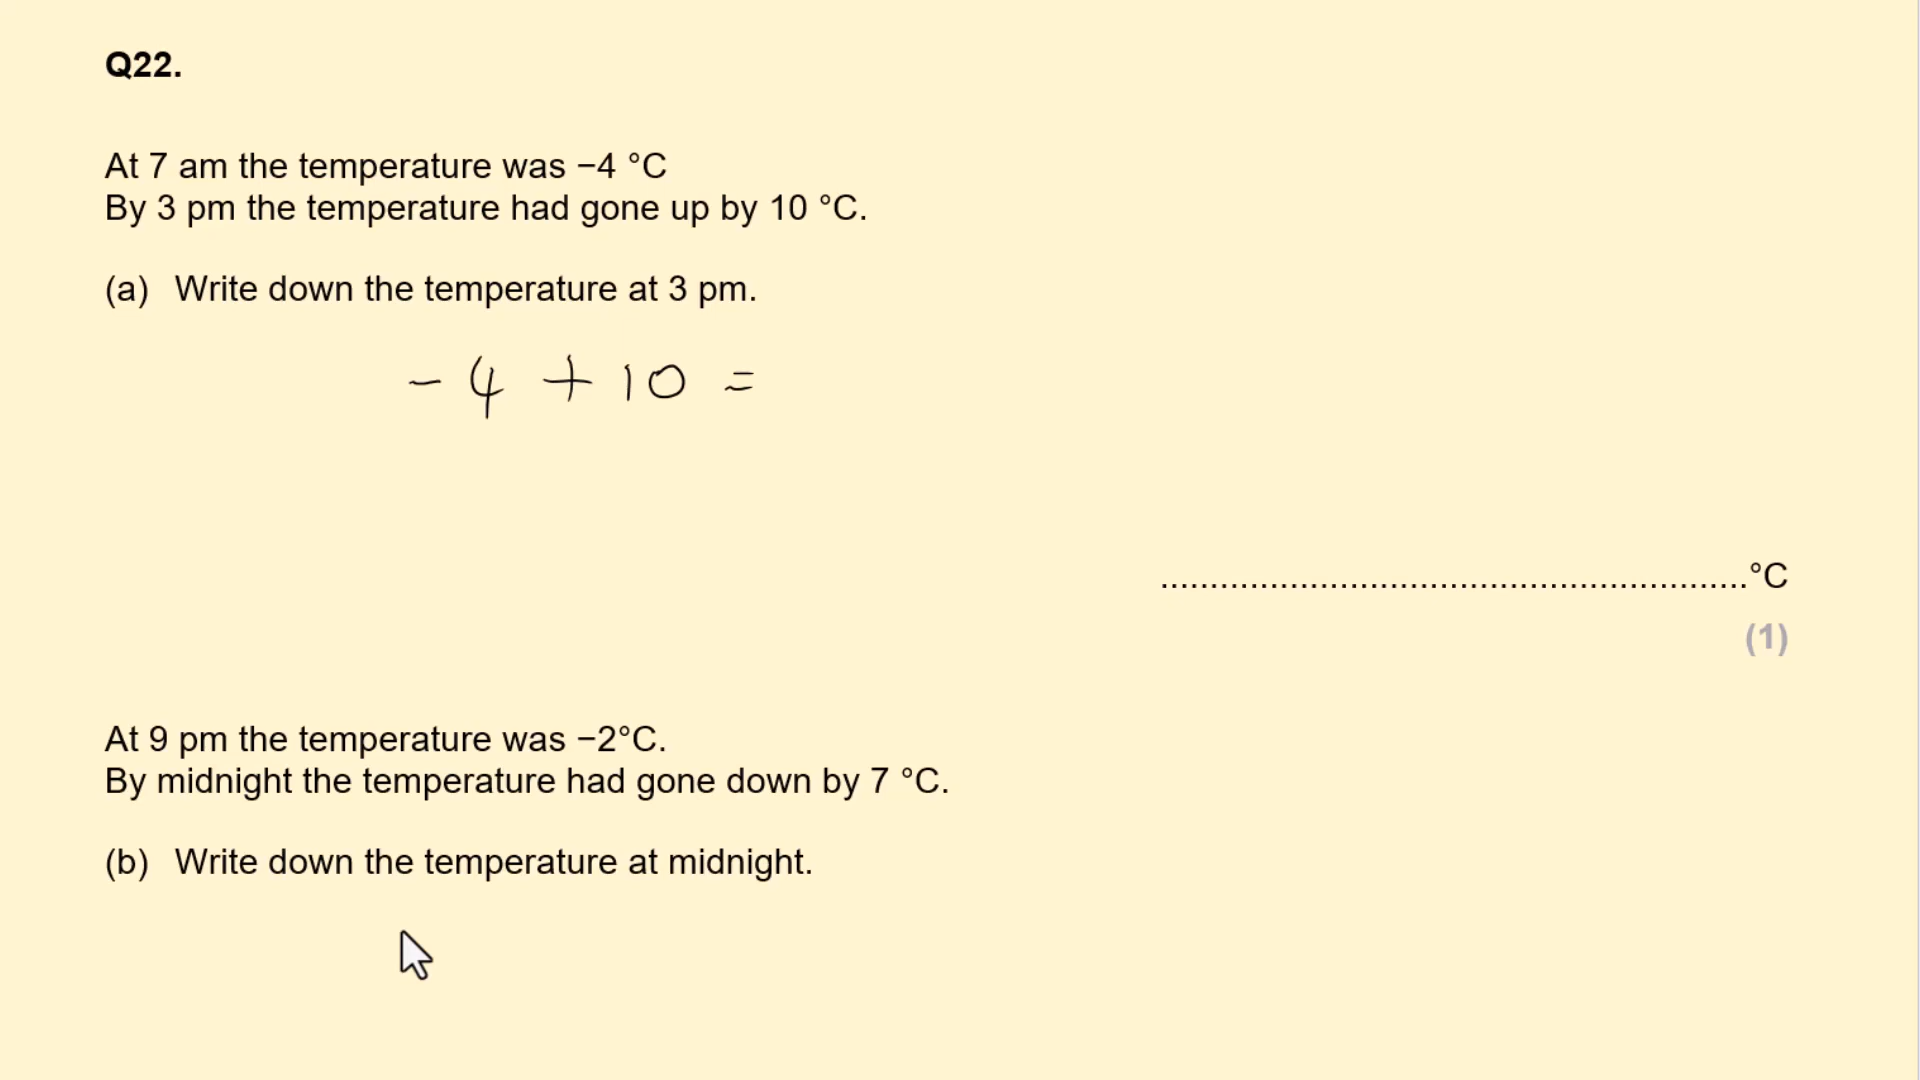 Q22.
At 7 am the temperature was −4 °C
By 3 pm the temperature had gone up by 10 °C.
(a) Write down the temperature at 3 pm.
- 4 + 10 =
...........................................................°C
(1)
At 9 pm the temperature was −2°C.
By midnight the temperature had gone down by 7 °C.
(b) Write down the temperature at midnight.